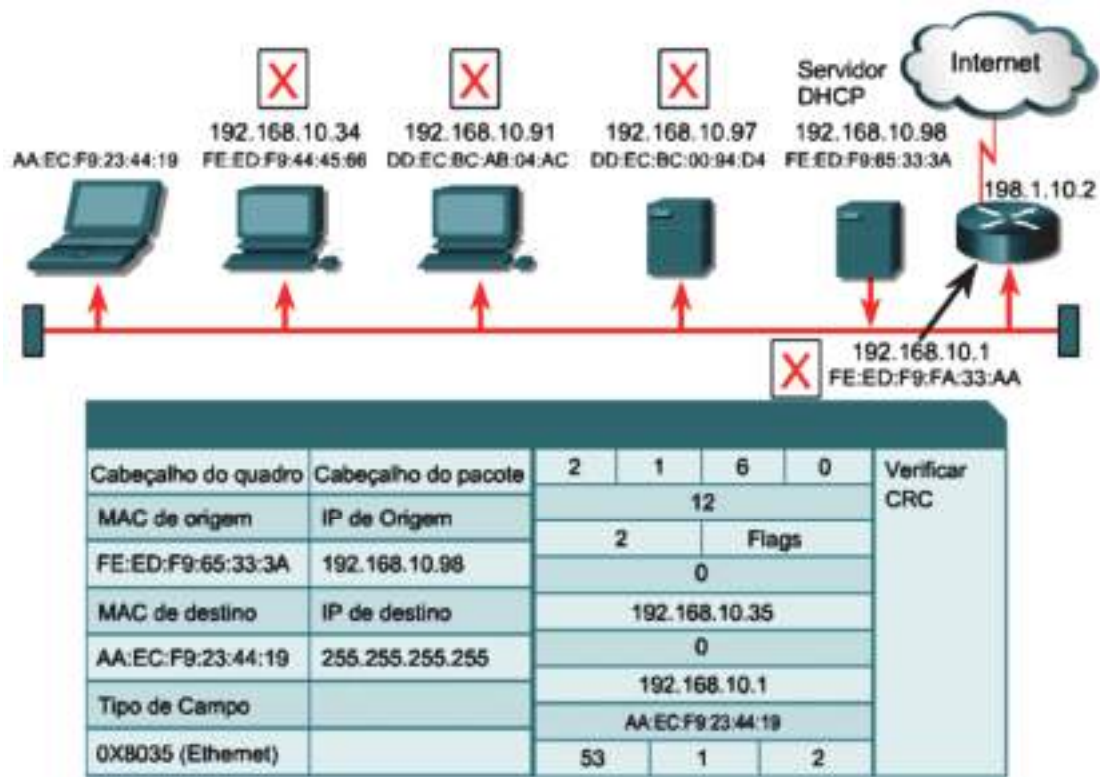 Internet
Servidor
DHCP
X
X
X
192.168.10.34
192.168.10.91
192.168.10.97
192.168.10.98
AA:EC:F9:23:44:19
FE:ED:F9:44:45:66
DD:EC:BC:AB:04:AC
DD:EC:BC:00:94:D4
FE:ED:F9:65:33:3A
198.1.10.2
X
192.168.10.1
FE:ED:F9:FA:33:AA
Cabeçalho do quadro
Cabeçalho do pacote
2 1 6 0
Verificar
CRC
12
MAC de origem
IP de Origem
2 Flags
FE:ED:F9:65:33:3A
192.168.10.98
0
MAC de destino
IP de destino
192.168.10.35
0
AA:EC:F9:23:44:19
255.255.255.255
192.168.10.1
Tipo de Campo
AA:EC:F9:23:44:19
0X8035 (Ethernet)
53 1 2